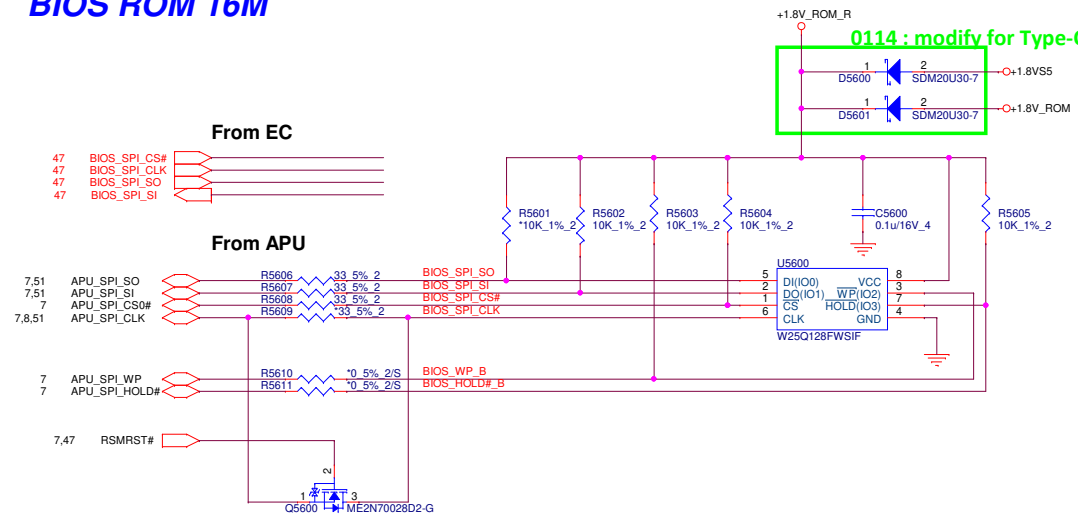 BIOS ROM 16M
+1.8V_ROM_R
0114 : modify for Type-C
1 2
D5600 SDM20U30-7 +1.8VS5
1 2
D5601 SDM20U30-7 +1.8V_ROM
From EC
47 BIOS_SPI_CS#
47 BIOS_SPI_CLK
47 BIOS_SPI_SO
47 BIOS_SPI_SI
R5601 R5602 R5603 R5604 C5600 R5605
*10K_1%_2 10K_1%_2 10K_1%_2 10K_1%_2 0.1u/16V_4 10K_1%_2
From APU
U5600
7,51 APU_SPI_SO R5606 33_5%_2 BIOS_SPI_SO 5 DI(IO0) VCC 8
7,51 APU_SPI_SI R5607 33_5%_2 BIOS_SPI_SI 2 DO(IO1) WP(IO2) 3
7 APU_SPI_CS0# R5608 33_5%_2 BIOS_SPI_CS# 1 CS HOLD(IO3) 7
7,8,51 APU_SPI_CLK R5609 *33_5%_2 BIOS_SPI_CLK 6 CLK GND 4
W25Q128FWSIF
7 APU_SPI_WP R5610 *0_5%_2/S BIOS_WP_B
7 APU_SPI_HOLD# R5611 *0_5%_2/S BIOS_HOLD#_B
7,47 RSMRST#
2
1 3
Q5600 ME2N70028D2-G